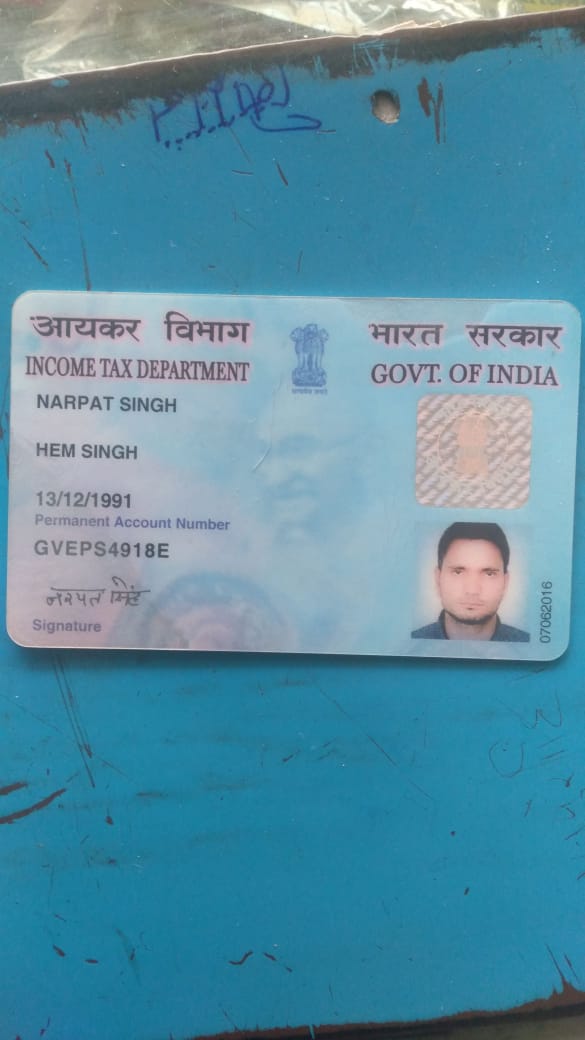 आयकर विभाग
INCOME TAX DEPARTMENT
भारत सरकार
GOVT. OF INDIA
सत्यमेव जयते
NARPAT SINGH
HEM SINGH
13/12/1991
Permanent Account Number
GVEPS4918E
नरपत सिंह
Signature
07062016